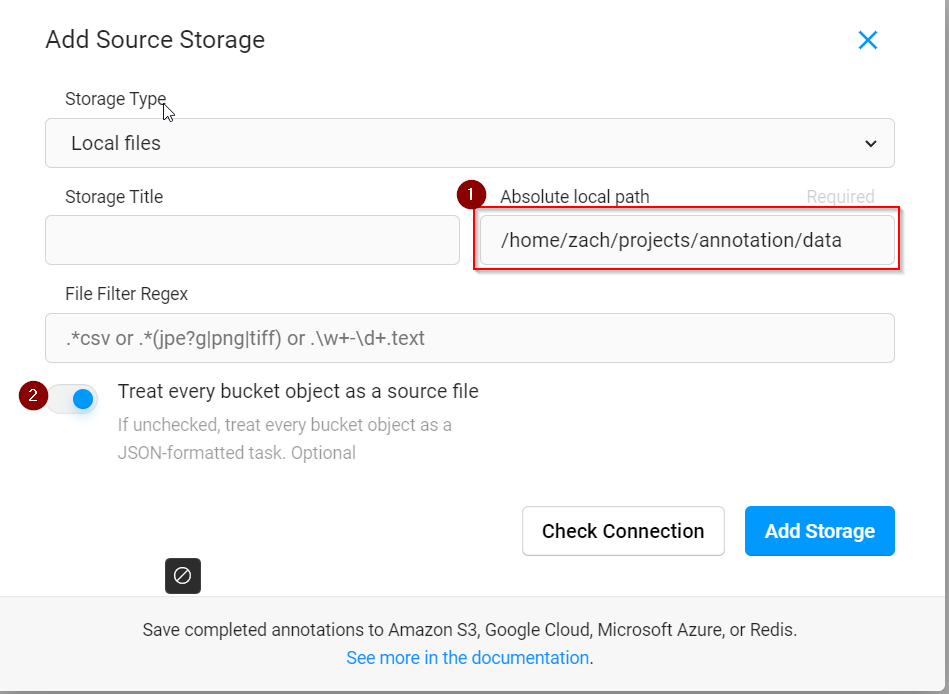 Add Source Storage
Storage Type
Local files
Storage Title
1
Absolute local path
Required
/home/zach/projects/annotation/data
File Filter Regex
.*csv or .*(jpe?g|png|tiff) or .\w+-\d+.text
2
Treat every bucket object as a source file
If unchecked, treat every bucket object as a
JSON-formatted task. Optional
Check Connection
Add Storage
Save completed annotations to Amazon S3, Google Cloud, Microsoft Azure, or Redis.
See more in the documentation.